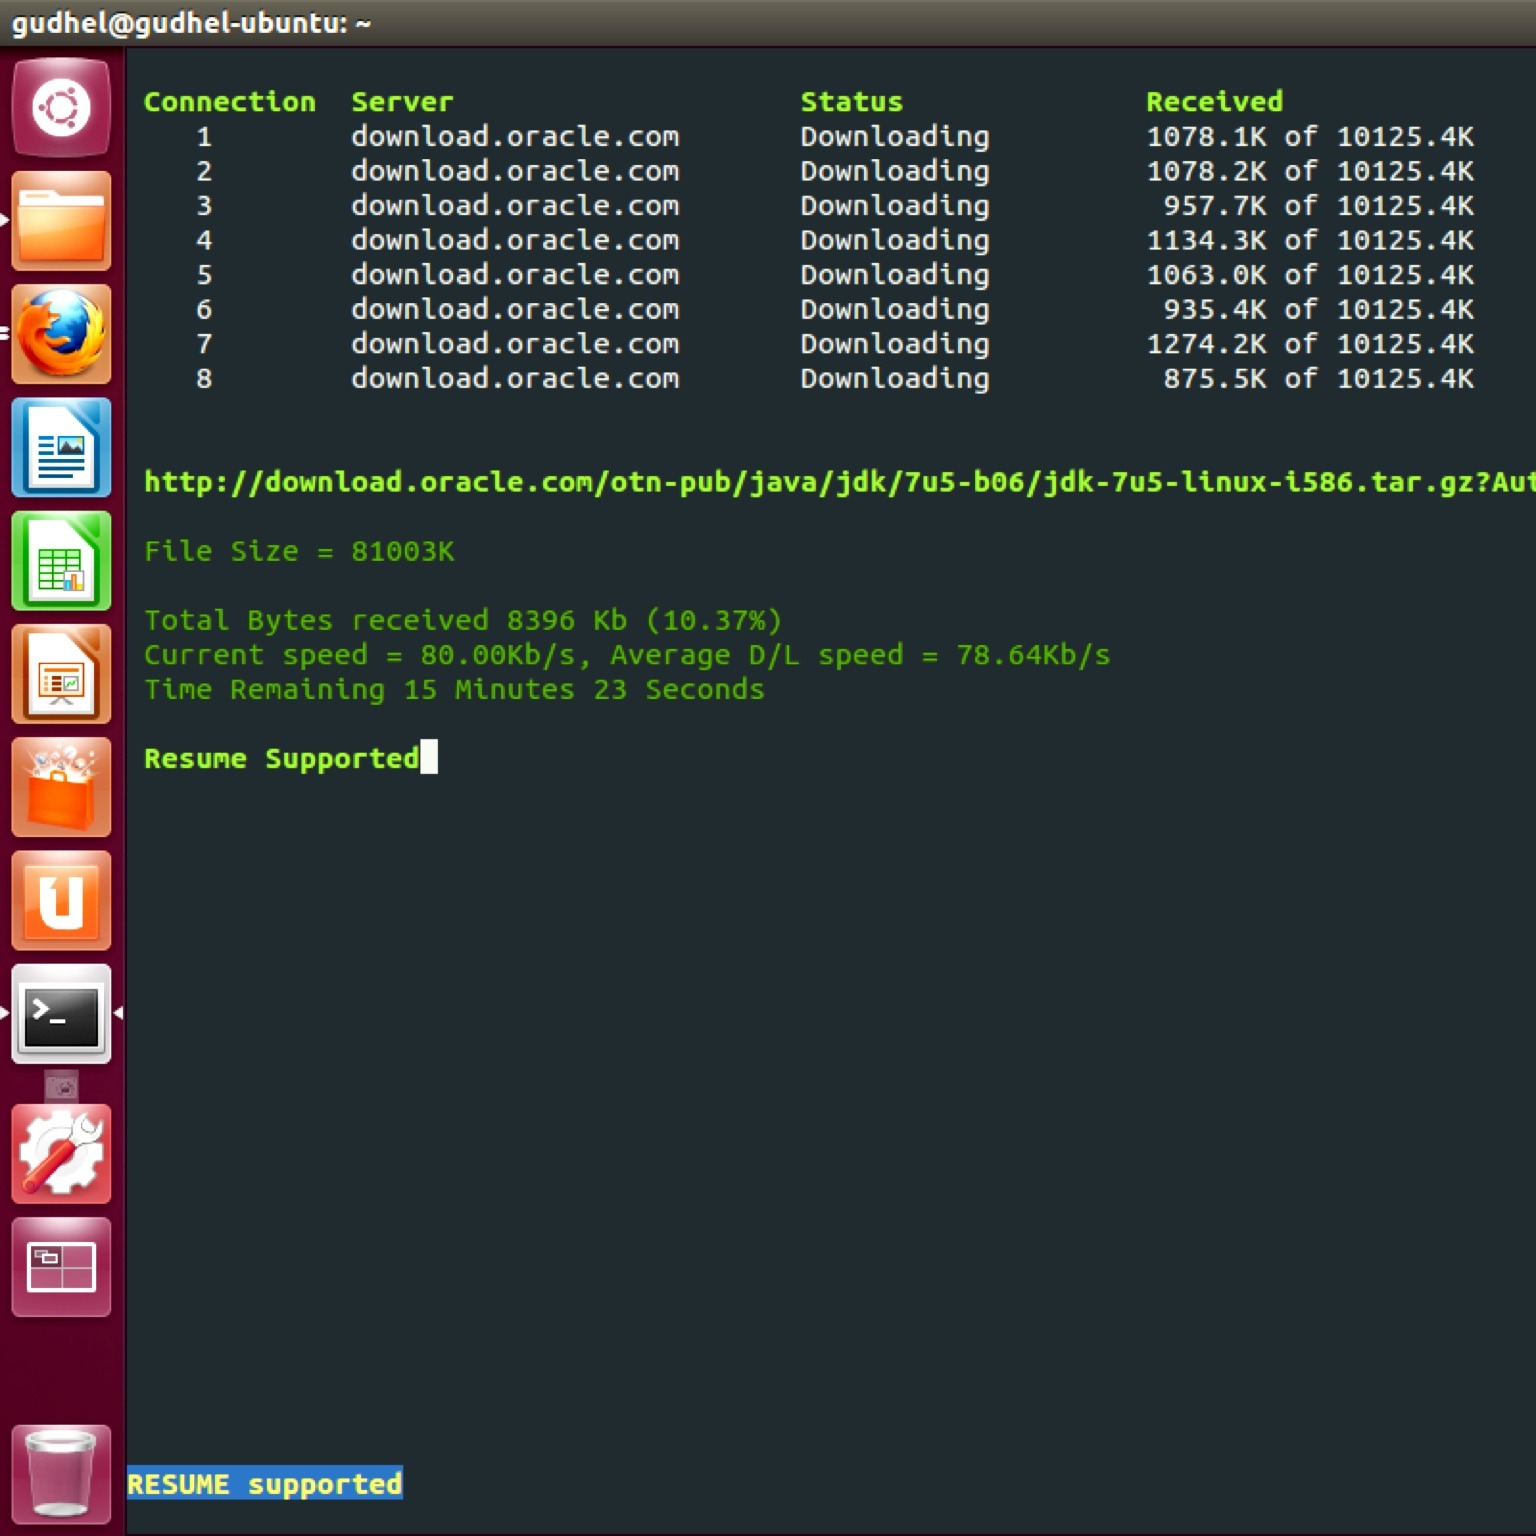 gudhel@gudhel-ubuntu: ~
Connection Server Status Received
1 download.oracle.com Downloading 1078.1K of 10125.4K
2 download.oracle.com Downloading 1078.2K of 10125.4K
3 download.oracle.com Downloading 957.7K of 10125.4K
4 download.oracle.com Downloading 1134.3K of 10125.4K
5 download.oracle.com Downloading 1063.0K of 10125.4K
6 download.oracle.com Downloading 935.4K of 10125.4K
7 download.oracle.com Downloading 1274.2K of 10125.4K
8 download.oracle.com Downloading 875.5K of 10125.4K
http://download.oracle.com/otn-pub/java/jdk/7u5-b06/jdk-7u5-linux-i586.tar.gz?Aut
File Size = 81003K
Total Bytes received 8396 Kb (10.37%)
Current speed = 80.00Kb/s, Average D/L speed = 78.64Kb/s
Time Remaining 15 Minutes 23 Seconds
Resume Supported
RESUME supported